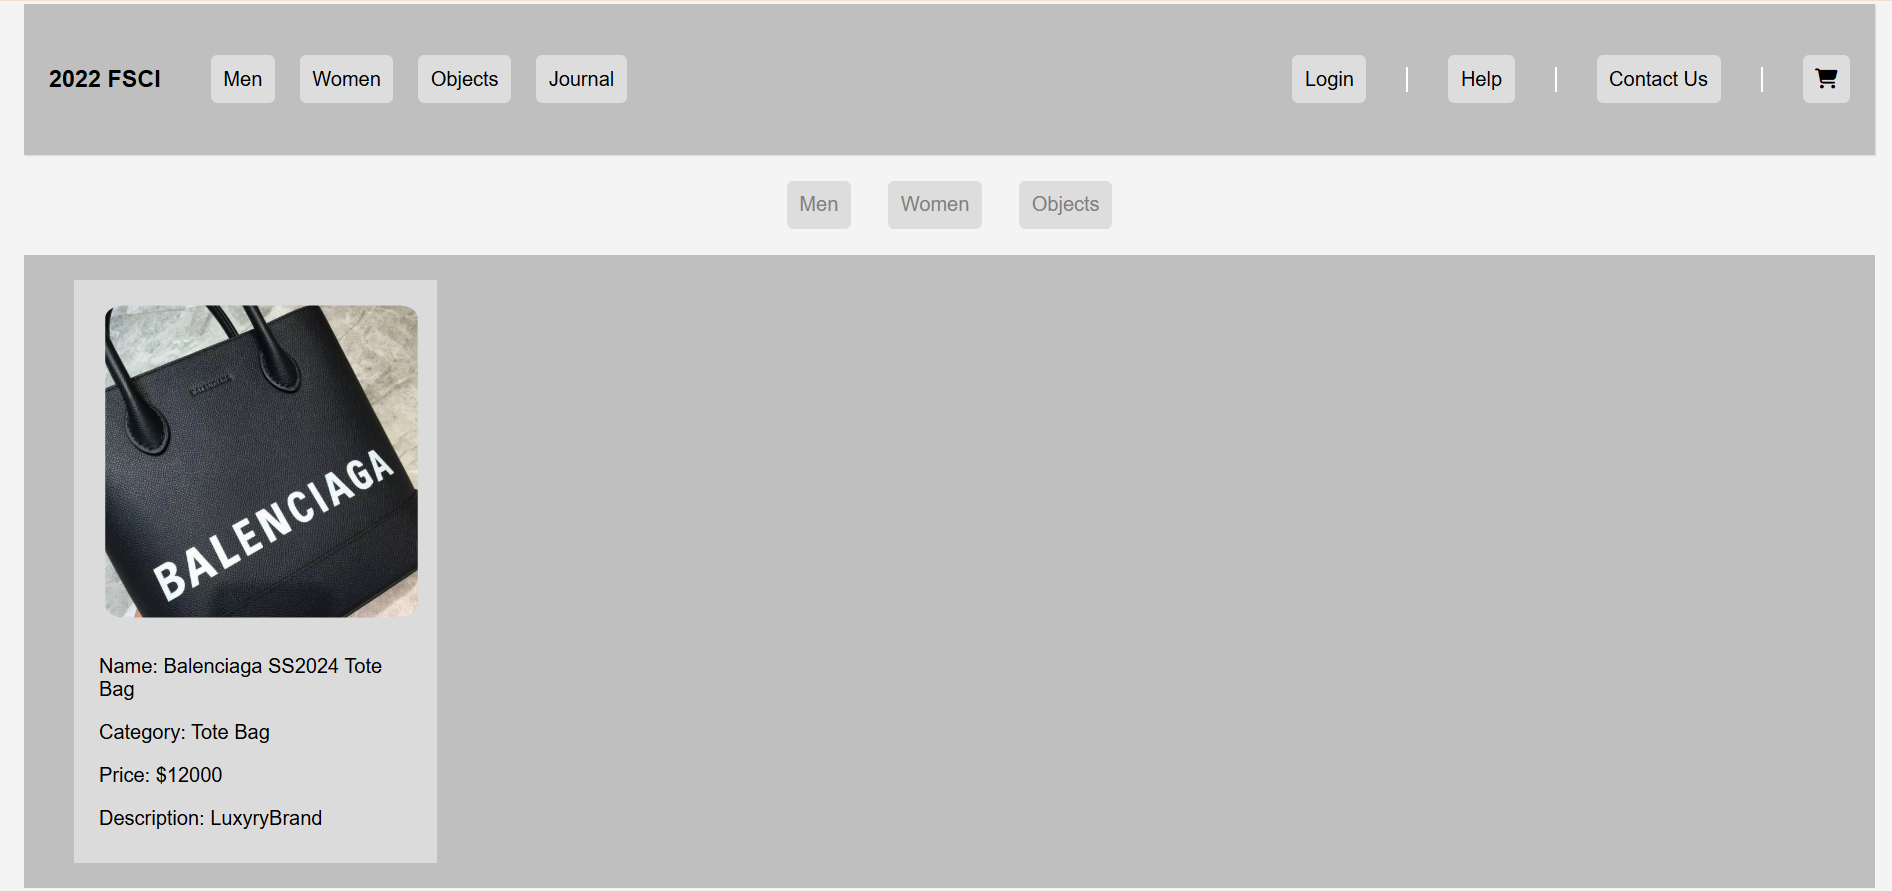 2022 FSCI Men Women Objects Journal Login | Help | Contact Us |
Men Women Objects
BALENCIAGA
Name: Balenciaga SS2024 Tote
Bag
Category: Tote Bag
Price: $12000
Description: LuxyryBrand